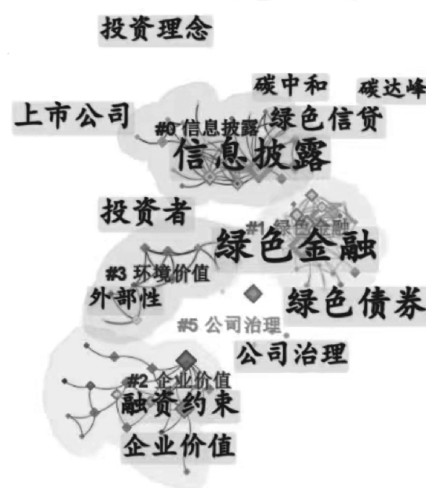 投资理念
碳中和
碳达峰
上市公司
#0 信息披露
绿色信贷
信息披露
投资者
#1 绿色金融
绿色金融
#3 环境价值
外部性
绿色债券
#5 公司治理
公司治理
#2 企业价值
融资约束
企业价值